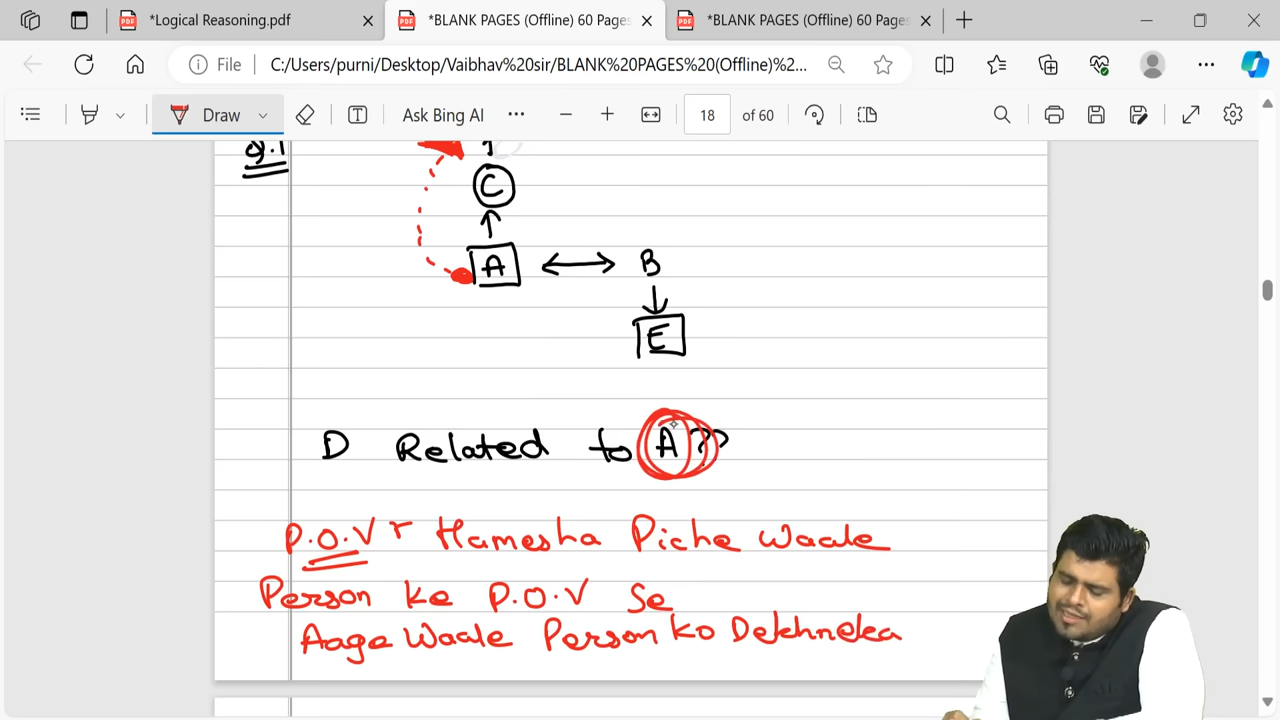 *Logical Reasoning.pdf
*BLANK PAGES (Offline) 60 Pages
*BLANK PAGES (Offline) 60 Pages
File
C:/Users/purni/Desktop/Vaibhav%20sir/BLANK%20PAGES%20(Offline)%2...
Draw
Ask Bing AI
18 of 60
Q.1
C
A ↔ B
E
D Related to A??
P.O.V r Hamesha Piche Waale
Person Ke P.O.V Se
Aage Waale Person Ko Dekhneka